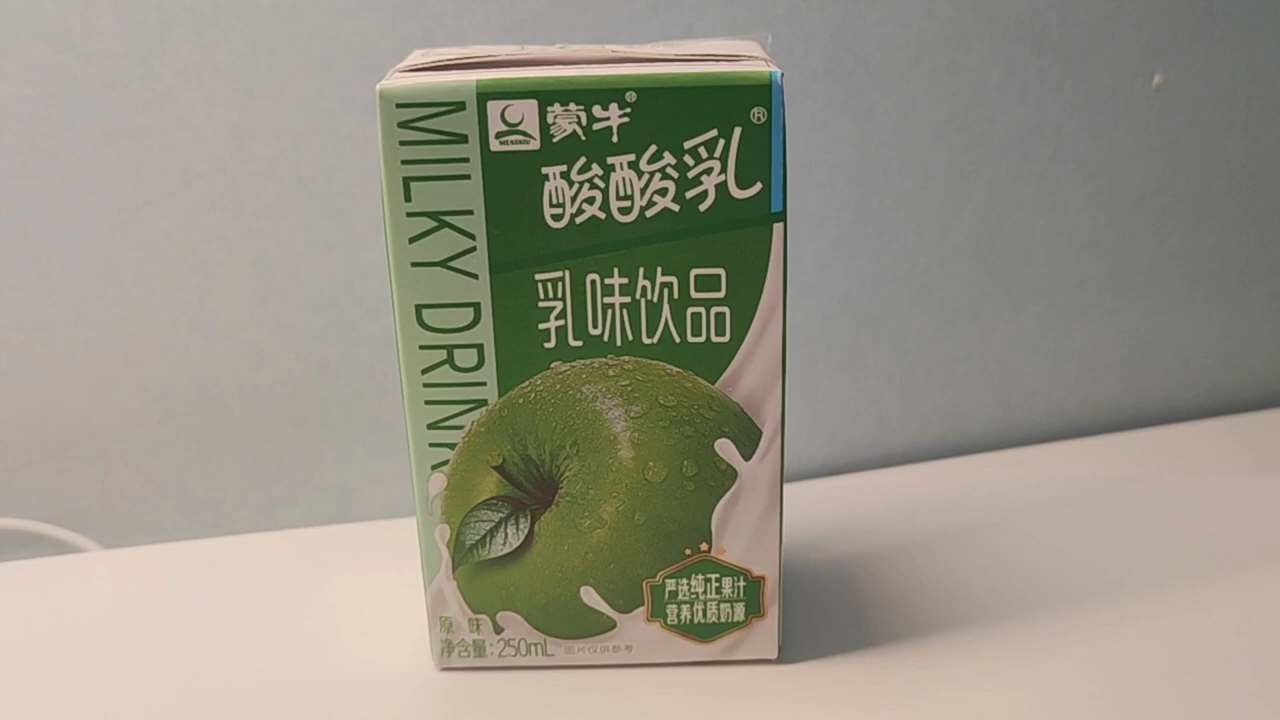 MILKY DRINK
MENGNIU
蒙牛®
酸酸乳®
乳味饮品
严选纯正果汁
营养优质奶源
原味
净含量:250mL
图片仅供参考